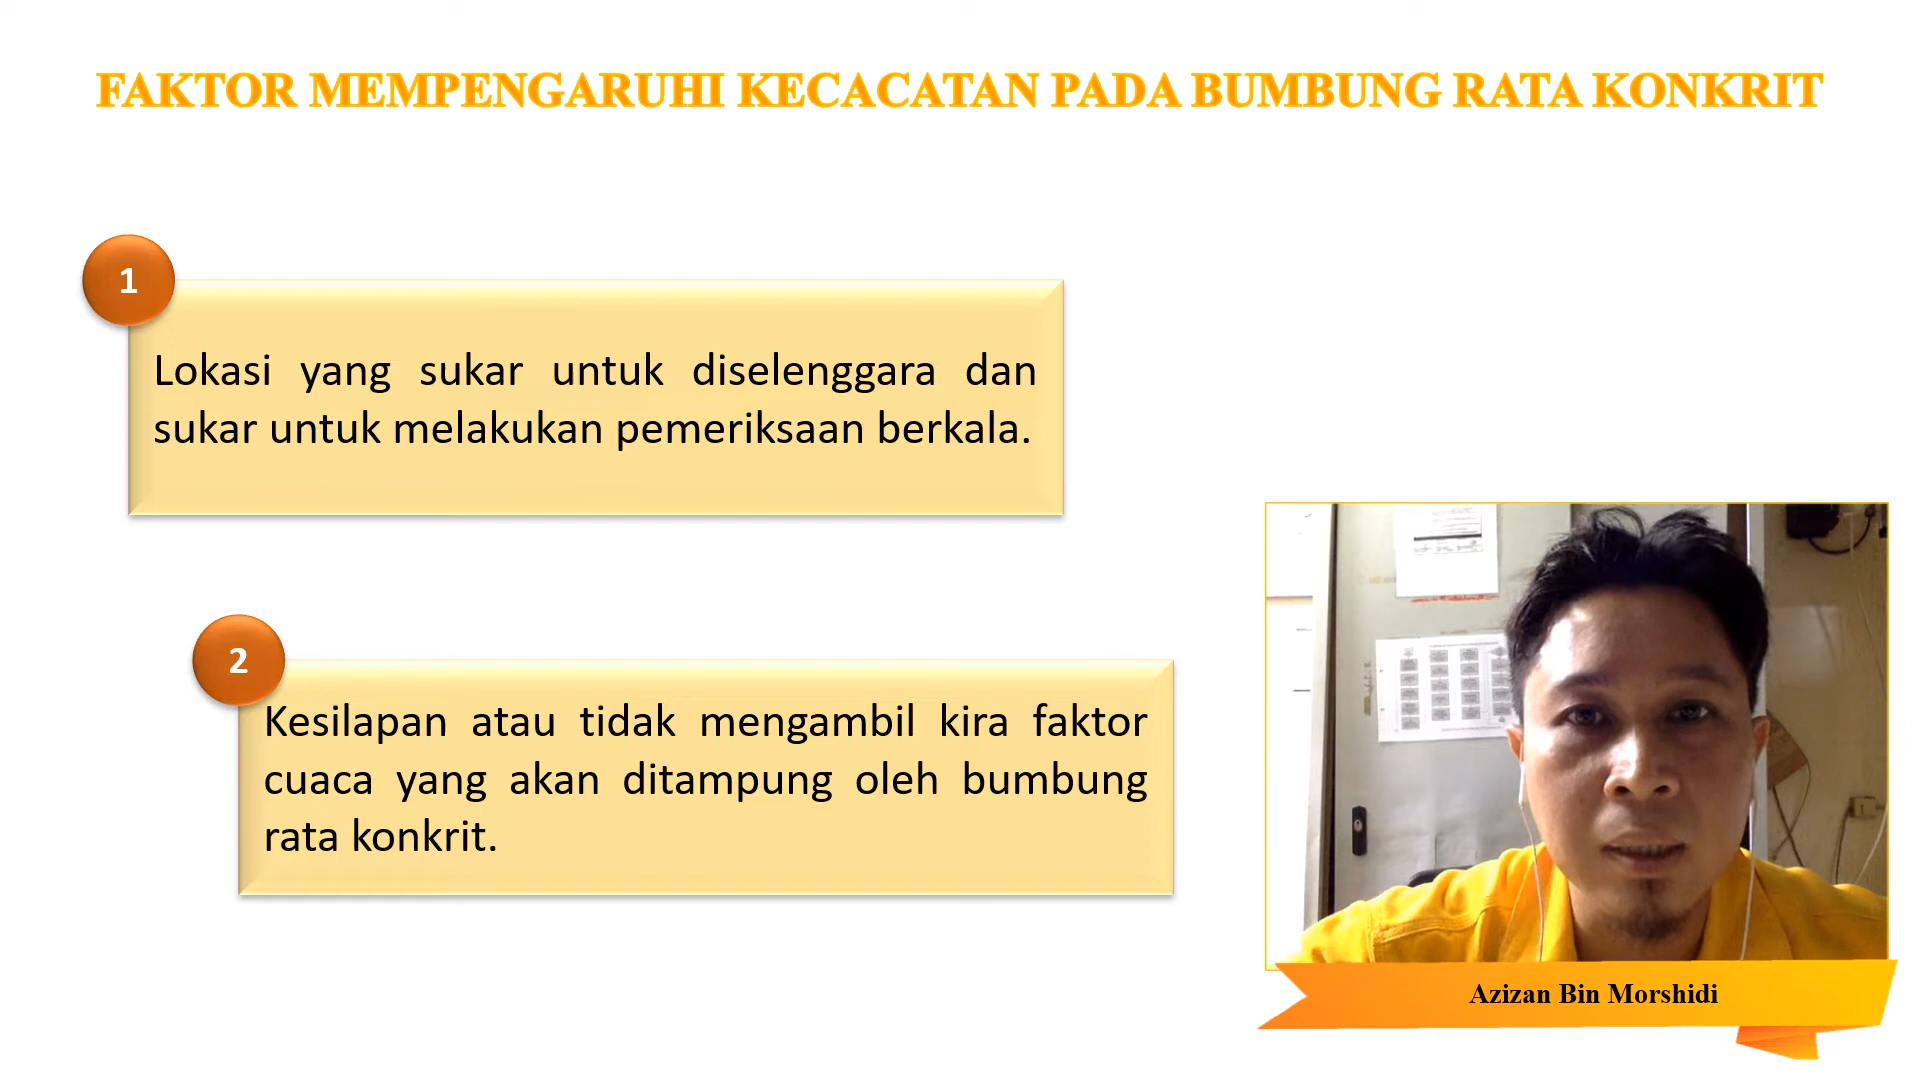 FAKTOR MEMPENGARUHI KECACATAN PADA BUMBUNG RATA KONKRIT
1
Lokasi yang sukar untuk diselenggara dan
sukar untuk melakukan pemeriksaan berkala.
2
Kesilapan atau tidak mengambil kira faktor
cuaca yang akan ditampung oleh bumbung
rata konkrit.
Azizan Bin Morshidi